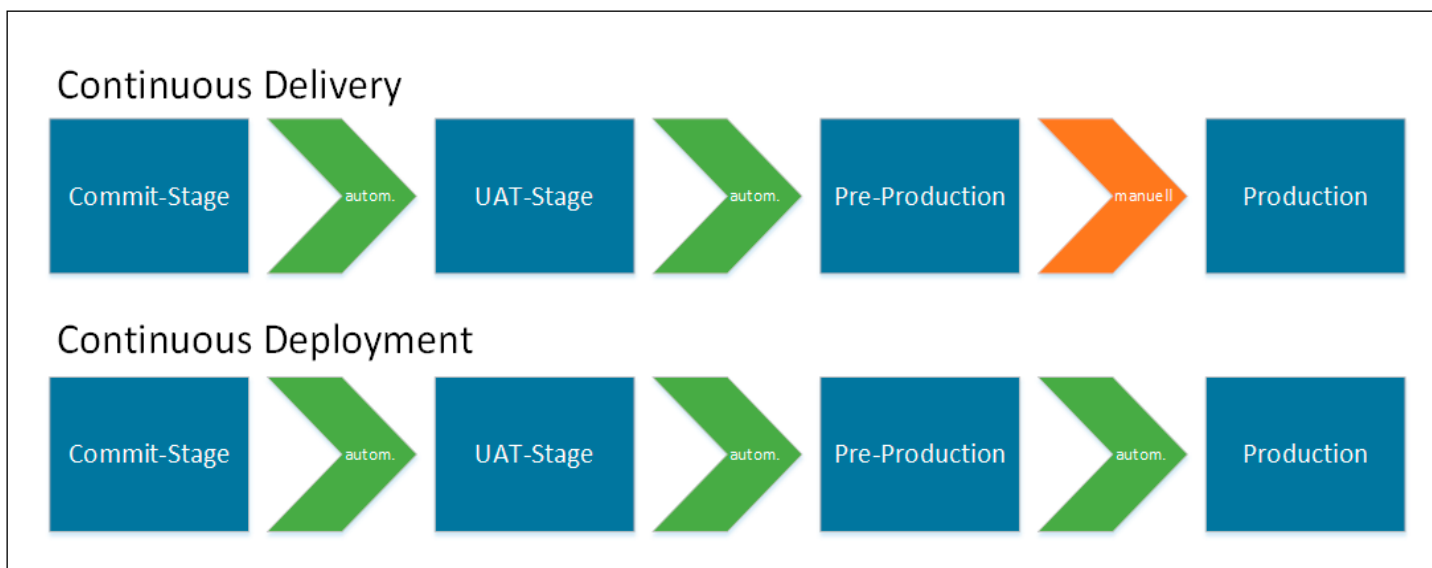 Continuous Delivery
Commit-Stage
autom.
UAT-Stage
autom.
Pre-Production
manuell
Production
Continuous Deployment
Commit-Stage
autom.
UAT-Stage
autom.
Pre-Production
autom.
Production